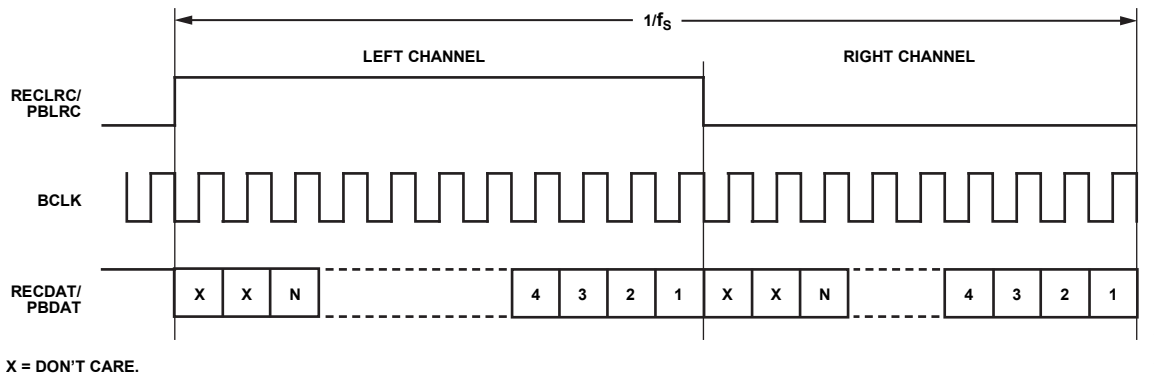 1/fS
LEFT CHANNEL
RIGHT CHANNEL
RECLRC/
PBLRC
BCLK
RECDAT/
PBDAT
X X N 4 3 2 1 X X N 4 3 2 1
X = DON'T CARE.